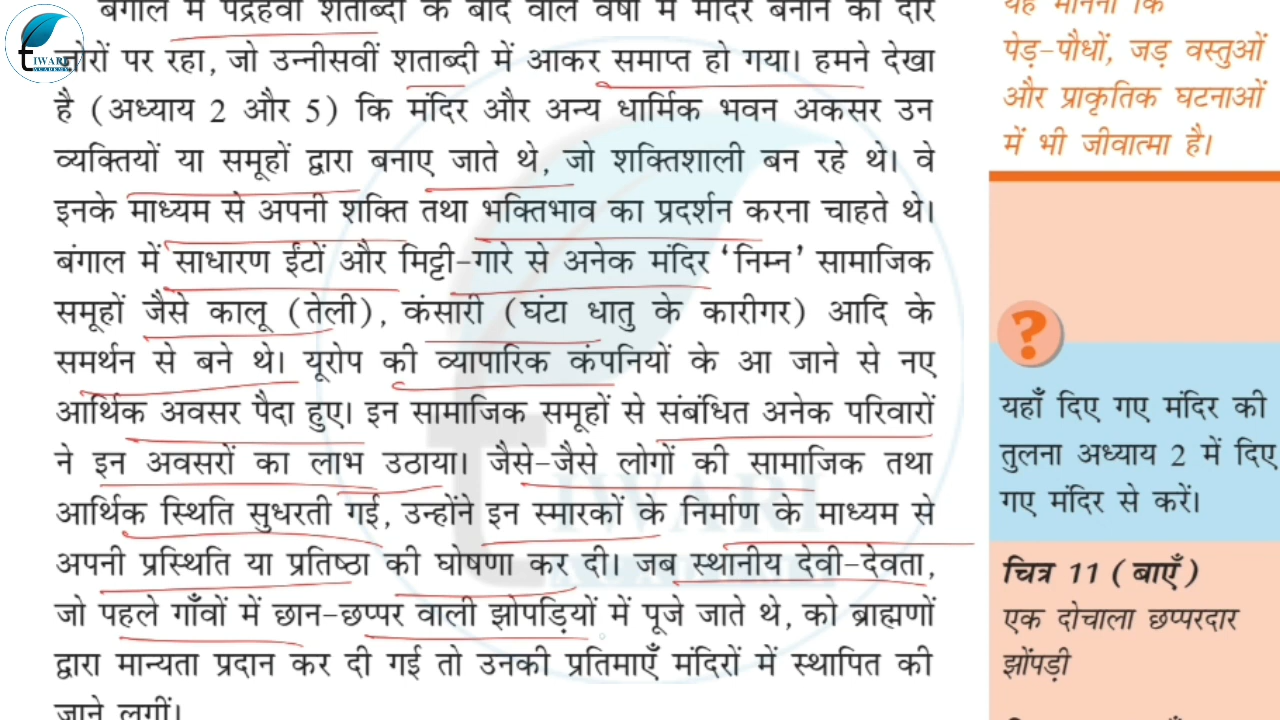 बंगाल में पंद्रहवीं शताब्दी के बाद वाले वर्षों में मंदिर बनाने का दौर
ज़ोरों पर रहा, जो उन्नीसवीं शताब्दी में आकर समाप्त हो गया। हमने देखा
है (अध्याय 2 और 5) कि मंदिर और अन्य धार्मिक भवन अकसर उन
व्यक्तियों या समूहों द्वारा बनाए जाते थे, जो शक्तिशाली बन रहे थे। वे
इनके माध्यम से अपनी शक्ति तथा भक्तिभाव का प्रदर्शन करना चाहते थे।
बंगाल में साधारण ईंटों और मिट्टी-गारे से अनेक मंदिर ‘निम्न’ सामाजिक
समूहों जैसे कालू (तेली), कंसारी (घंटा धातु के कारीगर) आदि के
समर्थन से बने थे। यूरोप की व्यापारिक कंपनियों के आ जाने से नए
आर्थिक अवसर पैदा हुए। इन सामाजिक समूहों से संबंधित अनेक परिवारों
ने इन अवसरों का लाभ उठाया। जैसे-जैसे लोगों की सामाजिक तथा
आर्थिक स्थिति सुधरती गई, उन्होंने इन स्मारकों के निर्माण के माध्यम से
अपनी प्रस्थिति या प्रतिष्ठा की घोषणा कर दी। जब स्थानीय देवी-देवता,
जो पहले गाँवों में छान-छप्पर वाली झोपड़ियों में पूजे जाते थे, को ब्राह्मणों
द्वारा मान्यता प्रदान कर दी गई तो उनकी प्रतिमाएँ मंदिरों में स्थापित की
जाने लगीं।
यह मानना कि
पेड़-पौधों, जड़ वस्तुओं
और प्राकृतिक घटनाओं
में भी जीवात्मा है।
?
यहाँ दिए गए मंदिर की
तुलना अध्याय 2 में दिए
गए मंदिर से करें।
चित्र 11 (बाएँ)
एक दोचाला छप्परदार
झोंपड़ी
TIWARI
ACADEMY